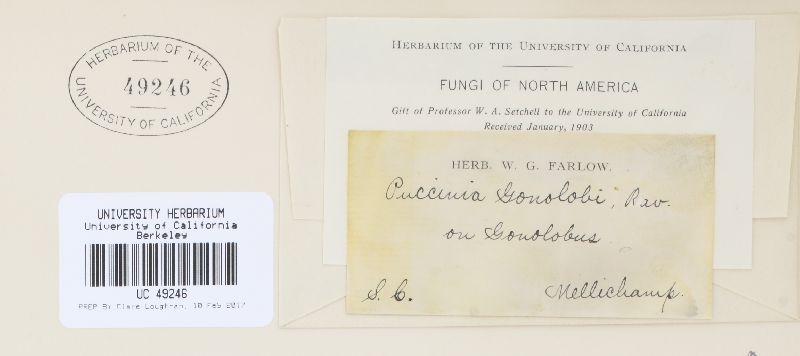 HERBARIUM OF THE
49246
UNIVERSITY OF CALIFORNIA
HERBARIUM OF THE UNIVERSITY OF CALIFORNIA
FUNGI OF NORTH AMERICA
Gift of Professor W. A. Setchell to the University of California
Received January, 1903
HERB. W. G. FARLOW.
Puccinia Gonolobi, Rav.
on Gonolobus
S. C. Mellichamp.
UNIVERSITY HERBARIUM
University of California
Berkeley
UC 49246
PREP By Clare Loughran, 10 Feb 2017